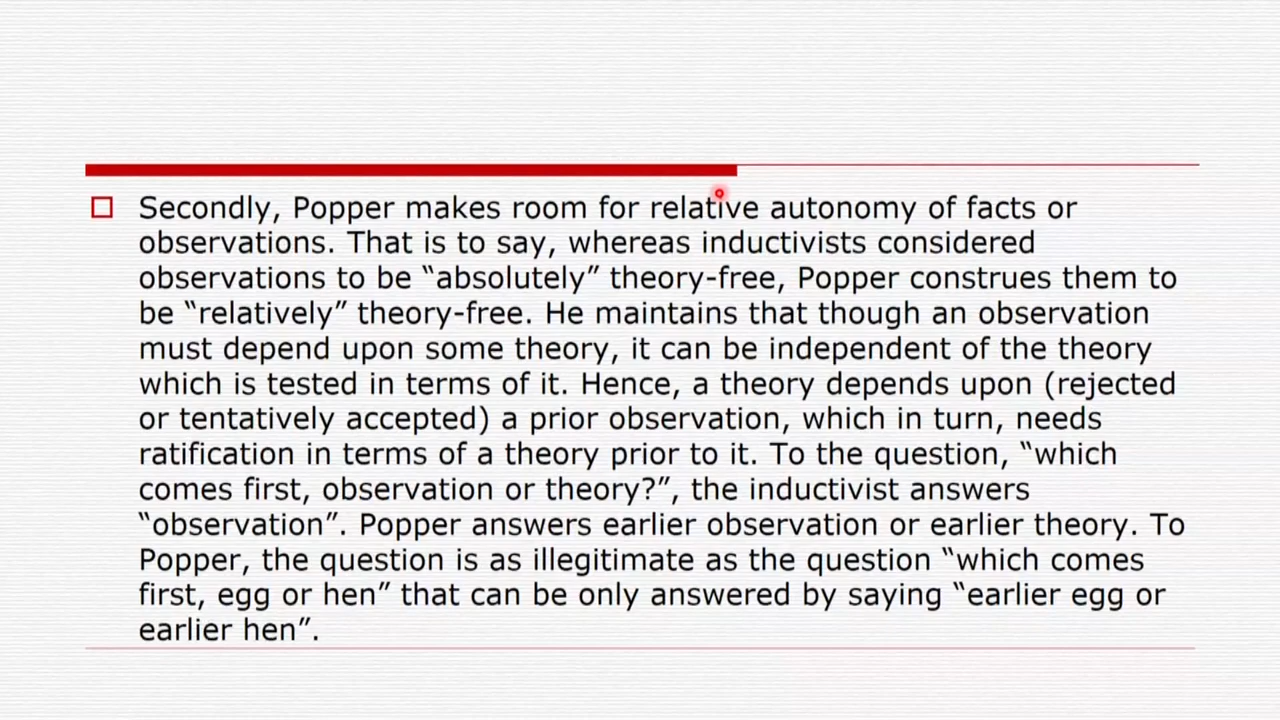 Secondly, Popper makes room for relative autonomy of facts or
observations. That is to say, whereas inductivists considered
observations to be “absolutely” theory-free, Popper construes them to
be “relatively” theory-free. He maintains that though an observation
must depend upon some theory, it can be independent of the theory
which is tested in terms of it. Hence, a theory depends upon (rejected
or tentatively accepted) a prior observation, which in turn, needs
ratification in terms of a theory prior to it. To the question, “which
comes first, observation or theory?”, the inductivist answers
“observation”. Popper answers earlier observation or earlier theory. To
Popper, the question is as illegitimate as the question “which comes
first, egg or hen” that can be only answered by saying “earlier egg or
earlier hen”.